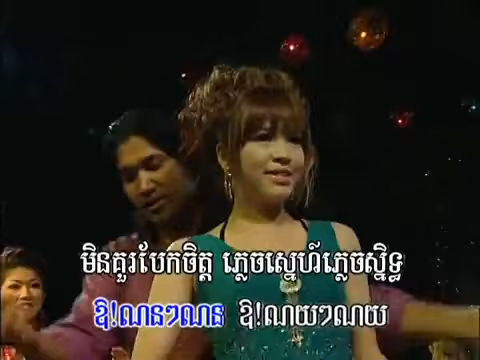 មិនគួរបែកចិត្ត ភ្លេចស្នេហ៍ភ្លេចស្និទ្ធ
ឱ!ណនៗណន ឱ!ណយៗណយ